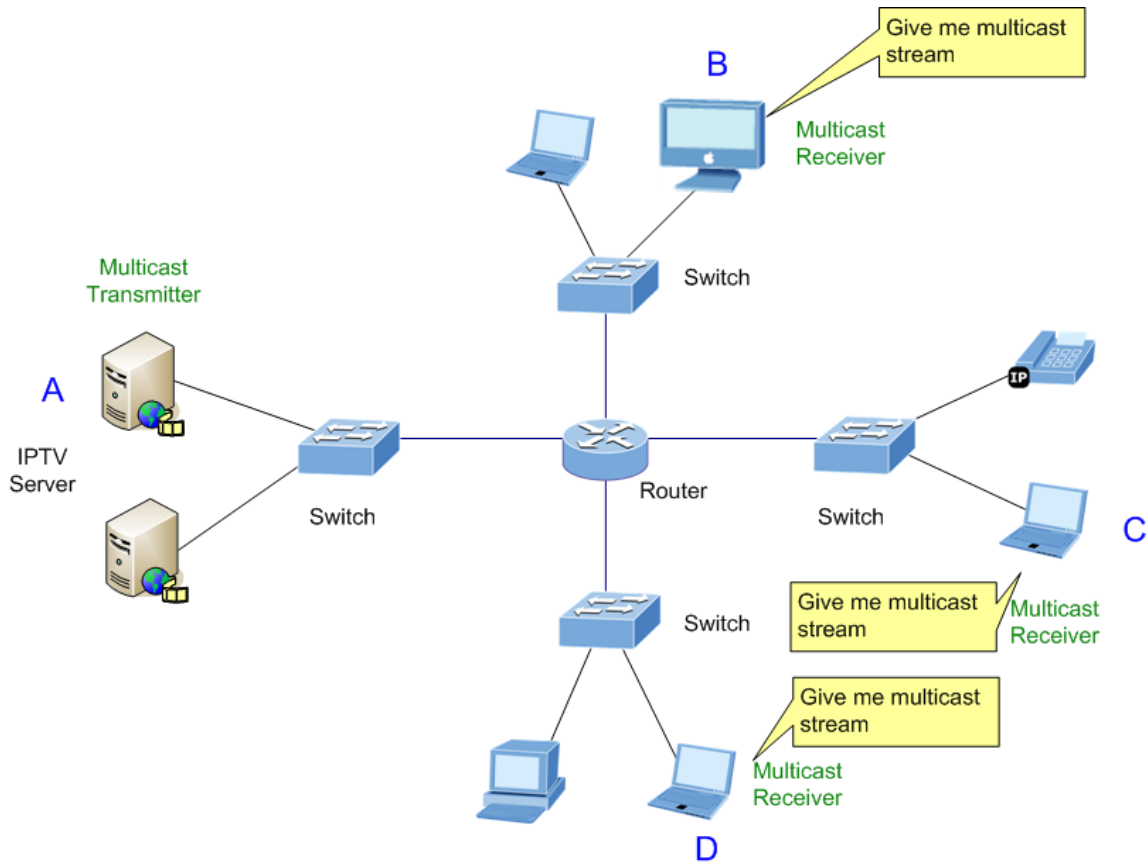 Give me multicast
stream
B
Multicast
Receiver
Switch
Multicast
Transmitter
A
IPTV
Server
Switch
Router
IP
Switch
C
Switch
Give me multicast
stream
Multicast
Receiver
Give me multicast
stream
Multicast
Receiver
D